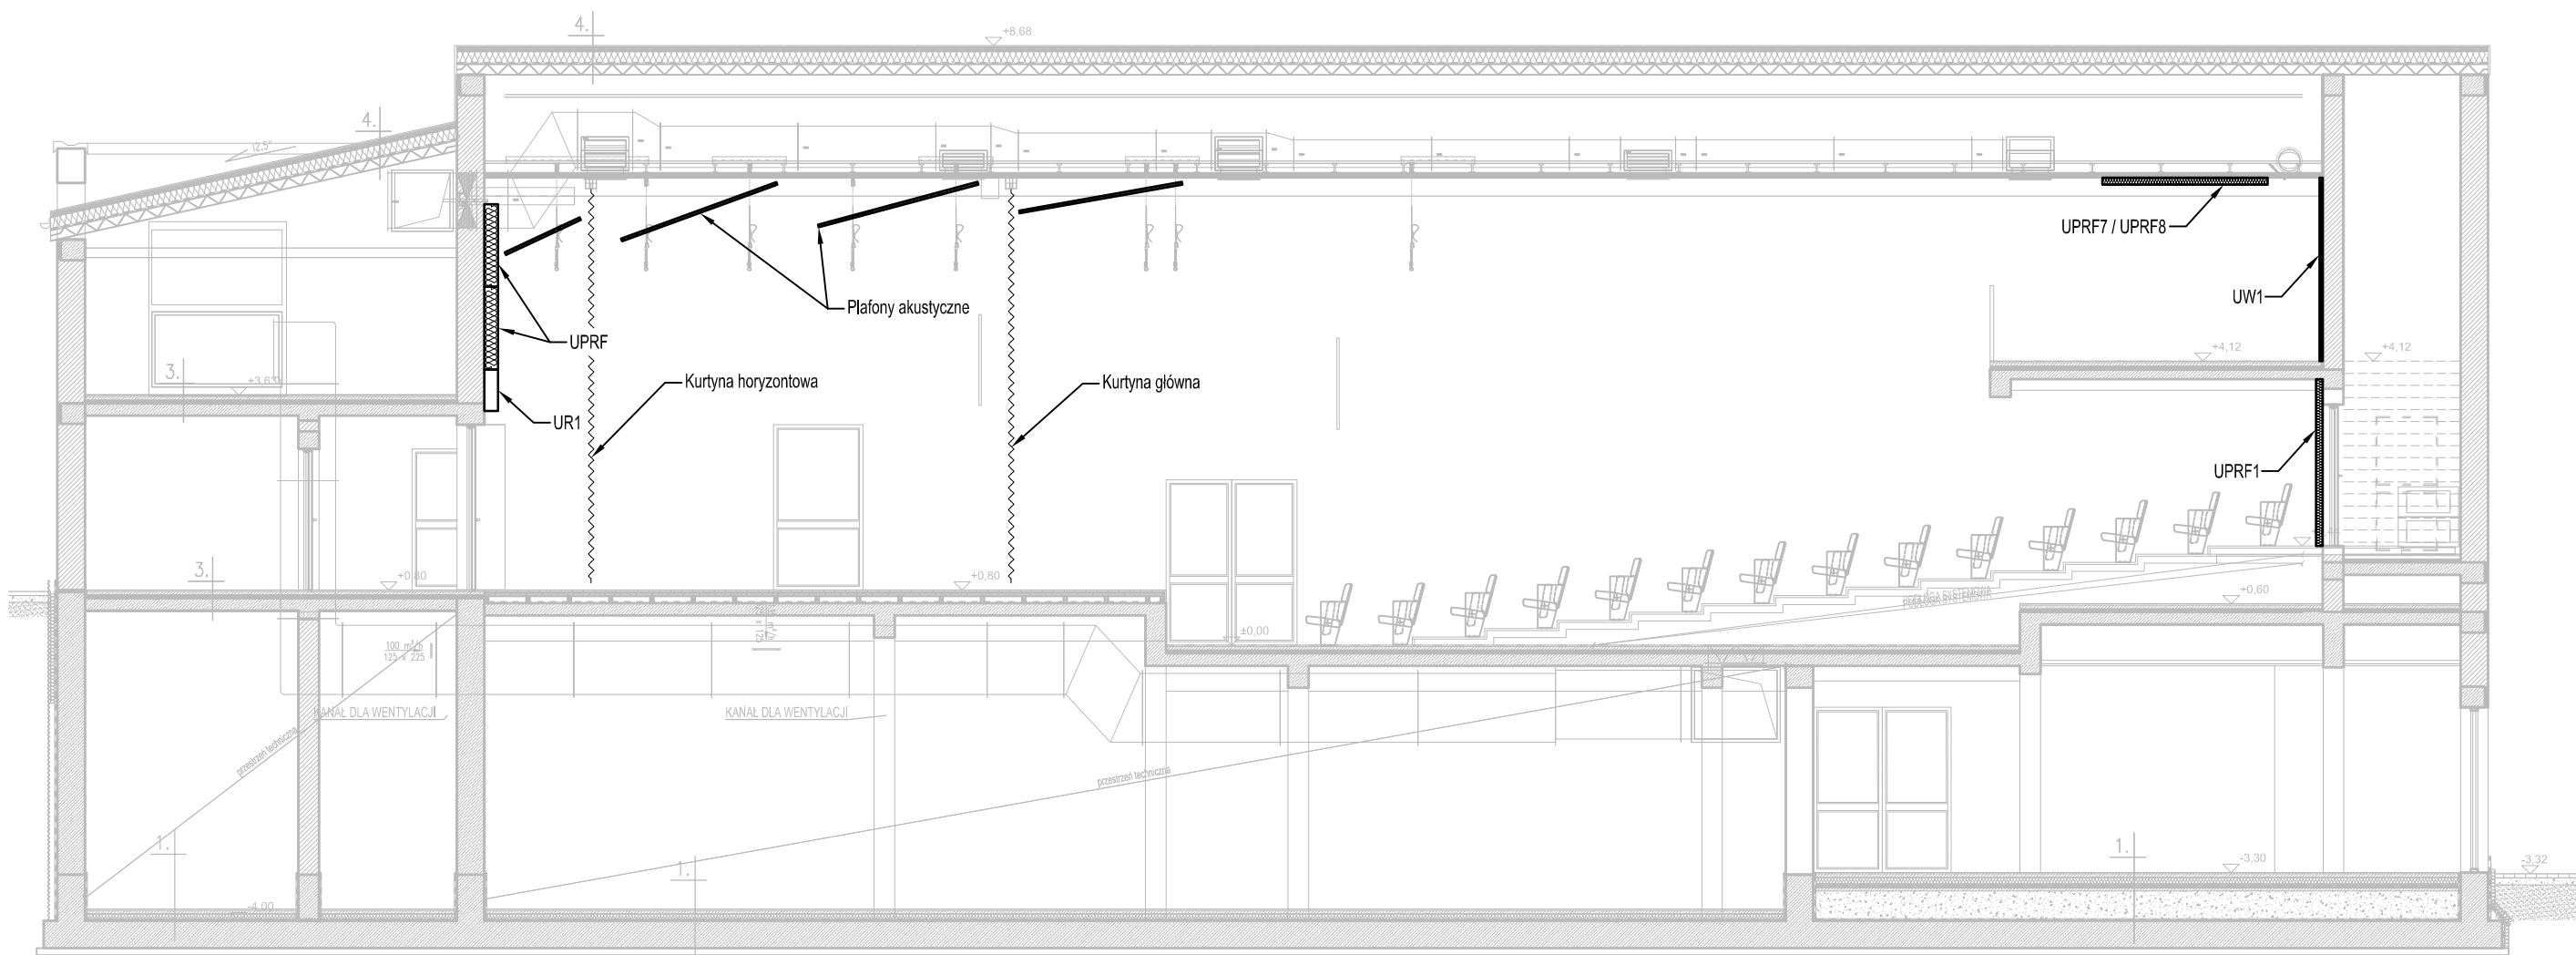 4.
+8,68
4.
12,5°
UPRF7 / UPRF8
UW1
Plafony akustyczne
UPRF
+4,12
+4,12
3.
+3,63
Kurtyna horyzontowa
Kurtyna główna
UR1
UPRF1
3.
+0,80
+0,80
+0,60
±0,00
100 m³/h
125 x 225
KANAŁ DLA WENTYLACJI
KANAŁ DLA WENTYLACJI
przestrzeń techniczna
przestrzeń techniczna
1.
1.
1.
-3,30
-3,32
-4,00